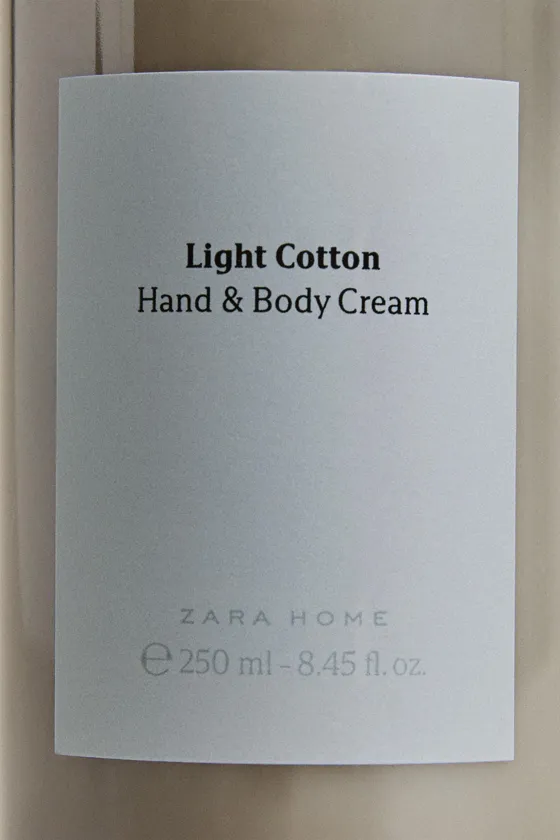 Light Cotton
Hand & Body Cream
ZARA HOME
℮ 250 ml - 8.45 fl. oz.